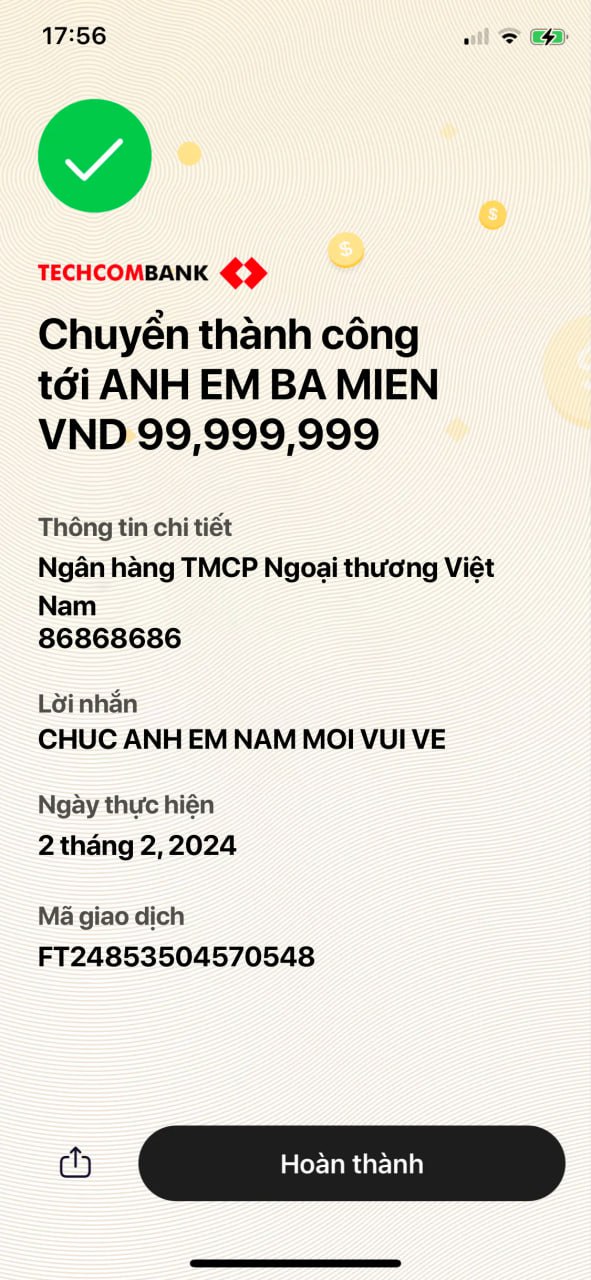 17:56
TECHCOMBANK
Chuyển thành công
tới ANH EM BA MIEN
VND 99,999,999
Thông tin chi tiết
Ngân hàng TMCP Ngoại thương Việt
Nam
86868686
Lời nhắn
CHUC ANH EM NAM MOI VUI VE
Ngày thực hiện
2 tháng 2, 2024
Mã giao dịch
FT24853504570548
Hoàn thành